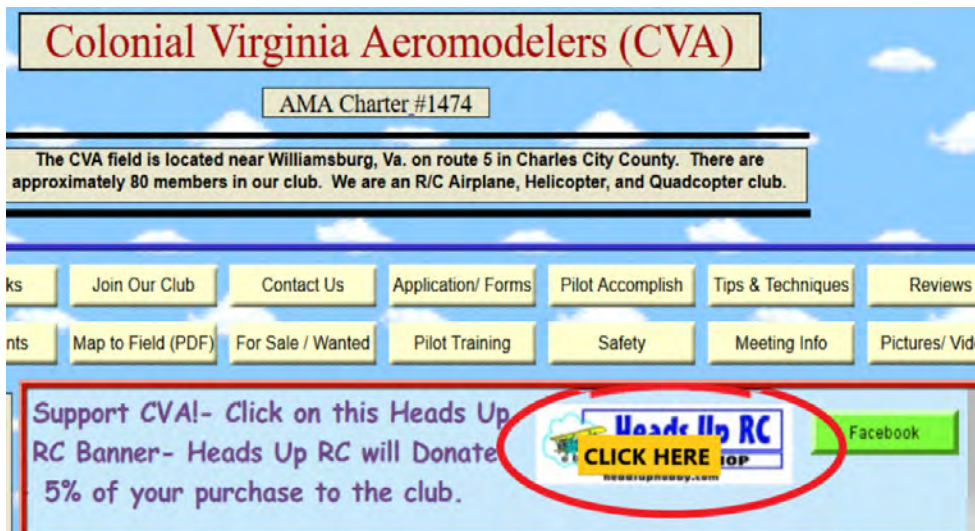 Colonial Virginia Aeromodelers (CVA)
AMA Charter #1474
The CVA field is located near Williamsburg, Va. on route 5 in Charles City County. There are
approximately 80 members in our club. We are an R/C Airplane, Helicopter, and Quadcopter club.
ks Join Our Club Contact Us Application/ Forms Pilot Accomplish Tips & Techniques Reviews
nts Map to Field (PDF) For Sale / Wanted Pilot Training Safety Meeting Info Pictures/ Vid
Support CVA!- Click on this Heads Up
RC Banner- Heads Up RC will Donate
5% of your purchase to the club.
Heads Up RC
CLICK HERE
headsuphobby.com
Facebook